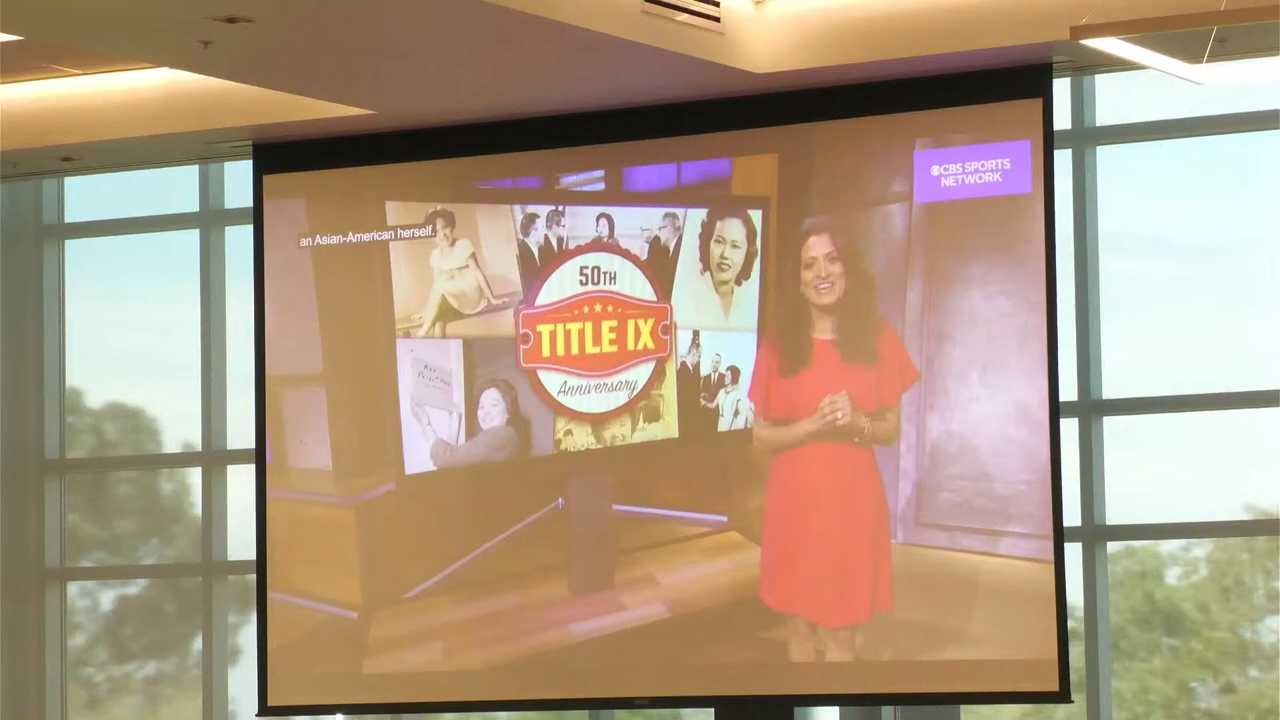 CBS SPORTS
NETWORK
an Asian-American herself.
50TH
TITLE IX
Anniversary